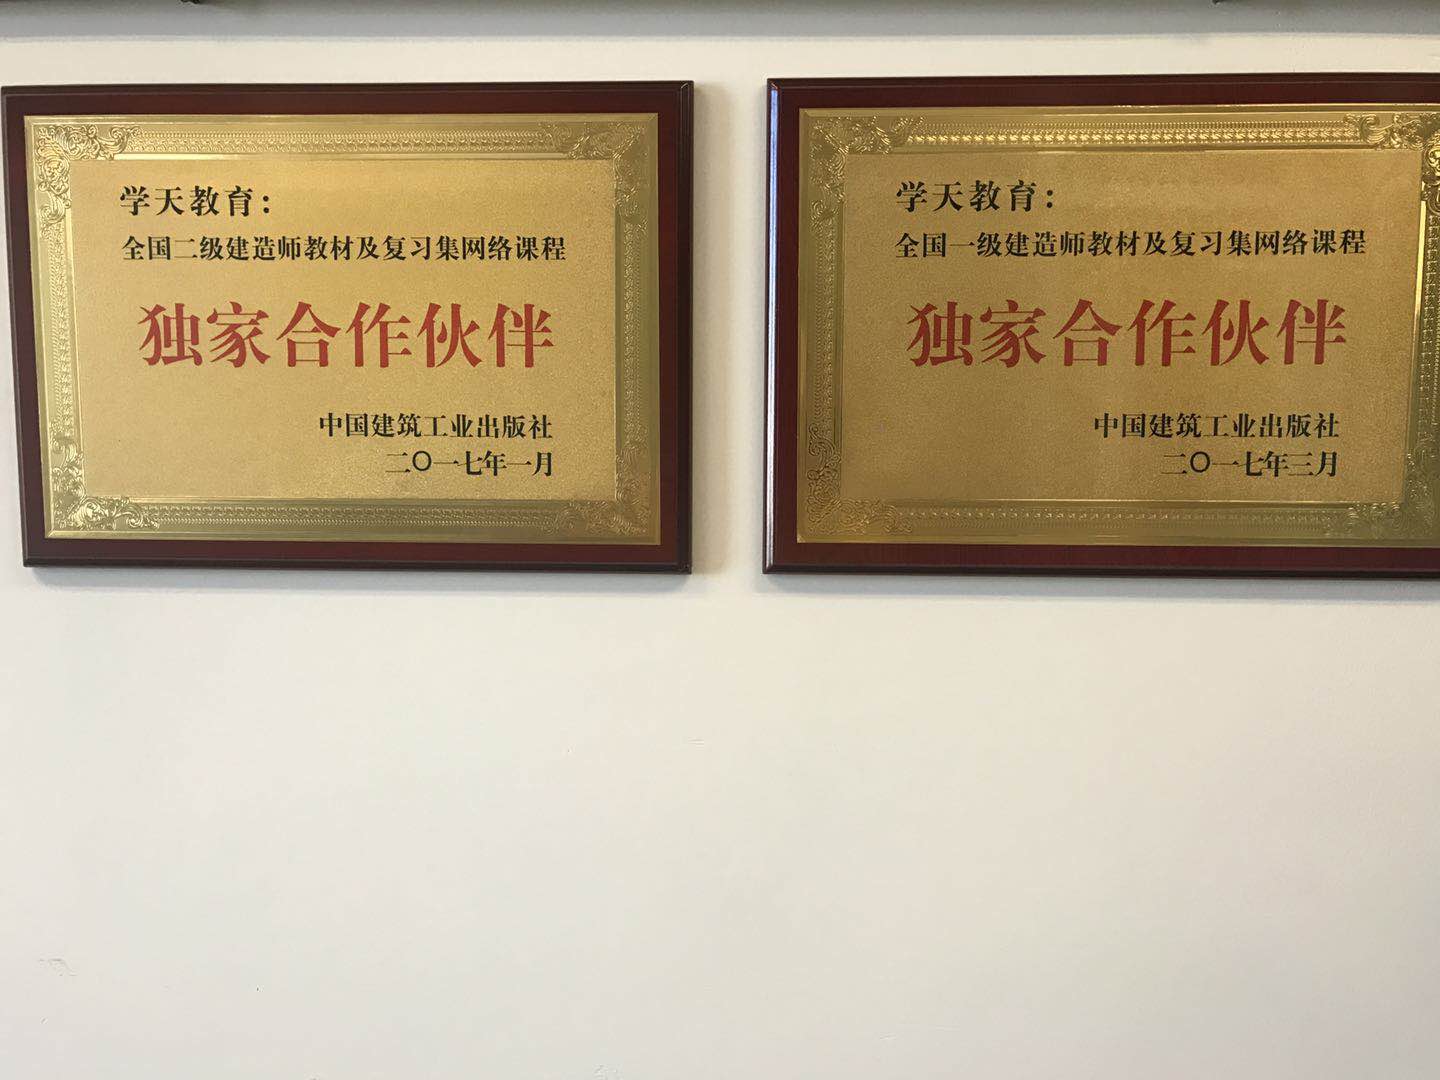 学天教育：
全国二级建造师教材及复习集网络课程
独家合作伙伴
中国建筑工业出版社
二〇一七年一月
学天教育：
全国一级建造师教材及复习集网络课程
独家合作伙伴
中国建筑工业出版社
二〇一七年三月